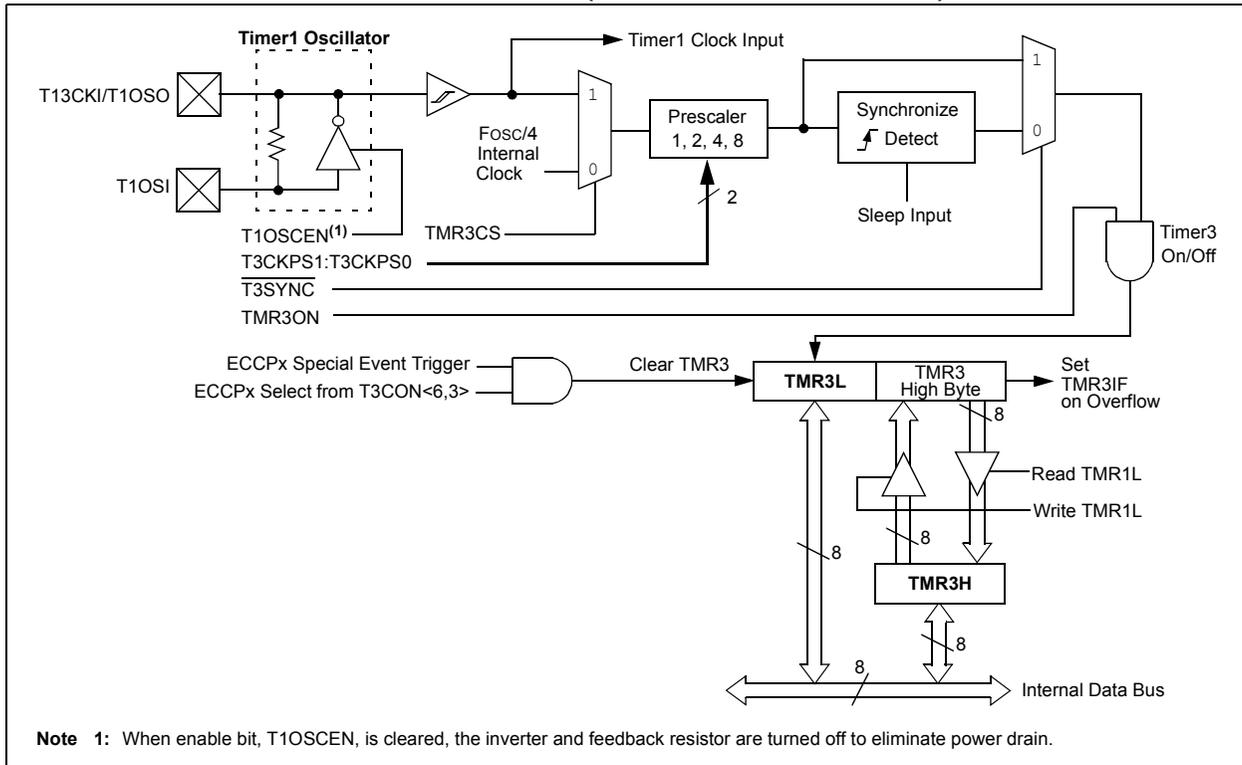 Timer1 Oscillator
Timer1 Clock Input
T13CKI/T1OSO
1
FOSC/4
Internal
Clock
0
Prescaler
1, 2, 4, 8
Synchronize
Detect
1
0
T1OSI
2
Sleep Input
T1OSCEN(1)
TMR3CS
T3CKPS1:T3CKPS0
T3SYNC
TMR3ON
Timer3
On/Off
ECCPx Special Event Trigger
ECCPx Select from T3CON<6,3>
Clear TMR3
TMR3L
TMR3
High Byte
Set
TMR3IF
on Overflow
8
Read TMR1L
Write TMR1L
8
8
TMR3H
8
8
Internal Data Bus
Note 1: When enable bit, T1OSCEN, is cleared, the inverter and feedback resistor are turned off to eliminate power drain.